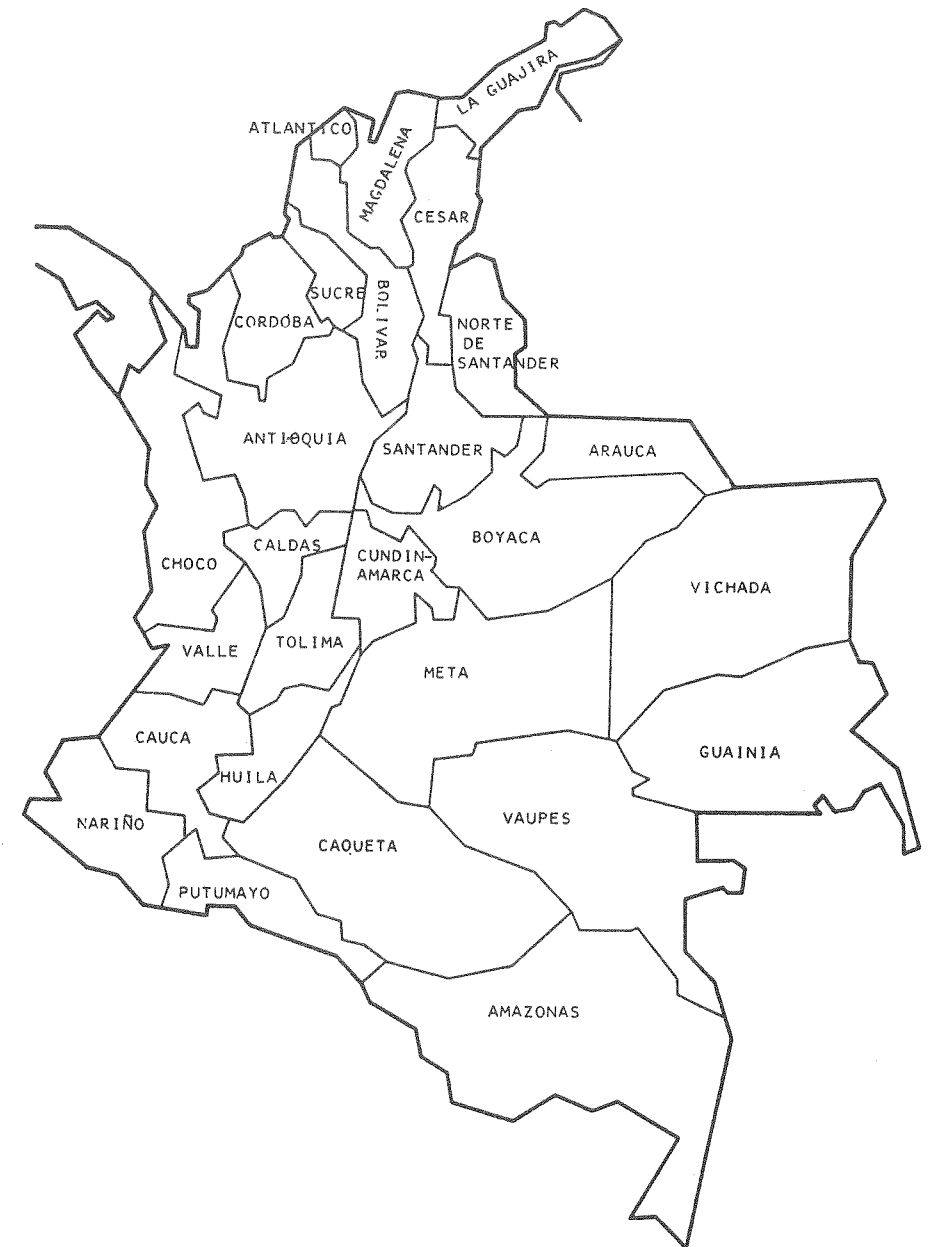 LA GUAJIRA
ATLANTICO
MAGDALENA
CESAR
SUCRE
BOLIVAR
CORDOBA
NORTE
DE
SANTANDER
ANTIOQUIA
SANTANDER
ARAUCA
CALDAS
BOYACA
CHOCO
CUNDIN-
AMARCA
VICHADA
VALLE
TOLIMA
META
CAUCA
GUAINIA
HUILA
NARIÑO
VAUPES
CAQUETA
PUTUMAYO
AMAZONAS